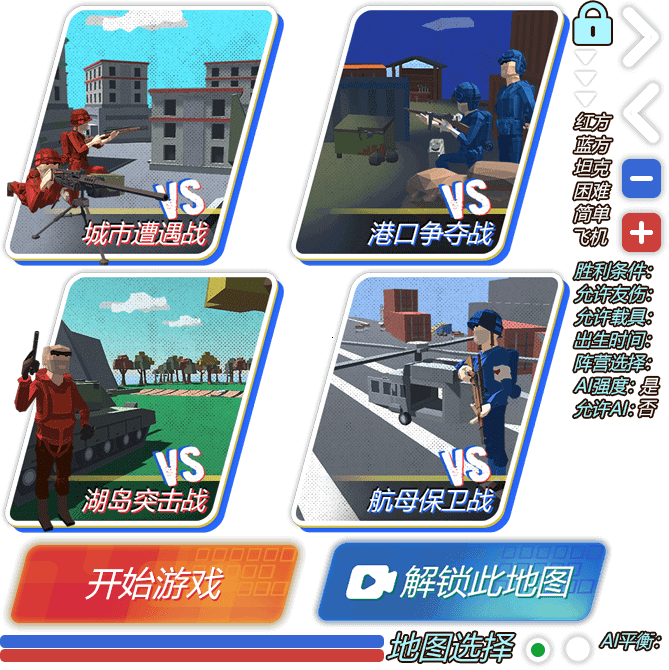 VS
城市遭遇战
VS
港口争夺战
红方
蓝方
坦克
困难
简单
飞机
胜利条件:
允许友伤:
允许载具:
出生时间:
阵营选择:
AI强度: 是
允许AI: 否
VS
湖岛突击战
VS
航母保卫战
开始游戏
解锁此地图
地图选择
AI平衡: